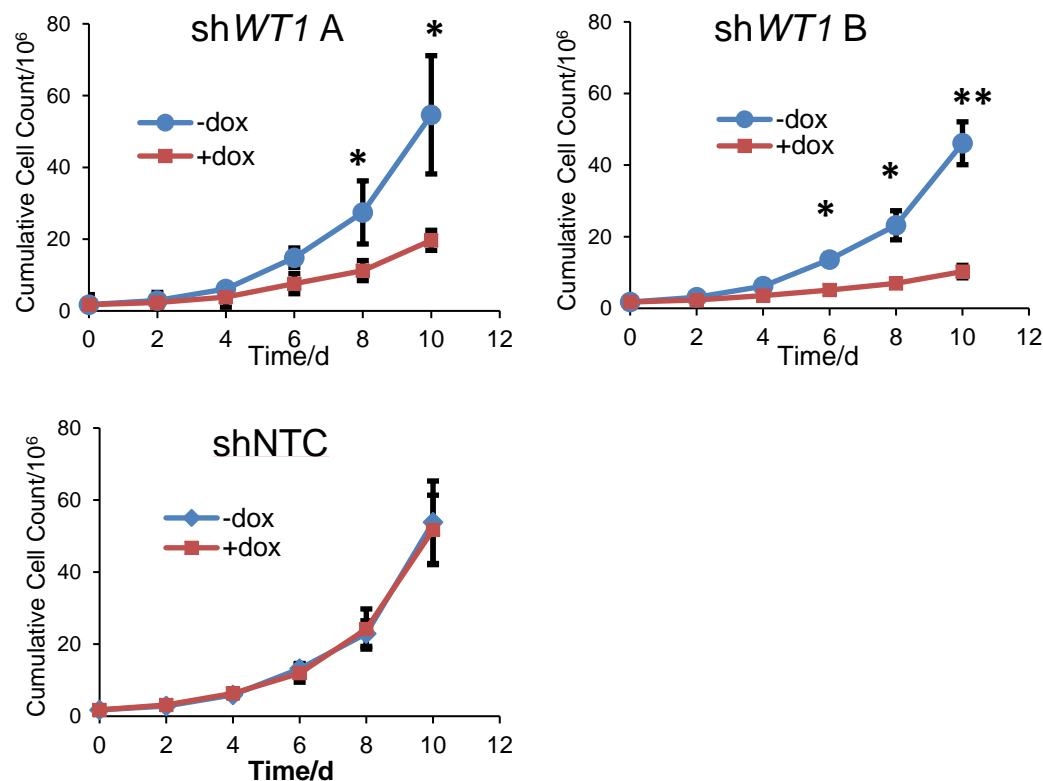 shWT1 A
Cumulative Cell Count/10⁶
80
60
40
20
0
-dox
+dox
*
*
0 2 4 6 8 10 12
Time/d
shWT1 B
Cumulative Cell Count/10⁶
80
60
40
20
0
-dox
+dox
*
*
**
0 2 4 6 8 10 12
Time/d
shNTC
Cumulative Cell Count/10⁶
80
60
40
20
0
-dox
+dox
0 2 4 6 8 10 12
Time/d